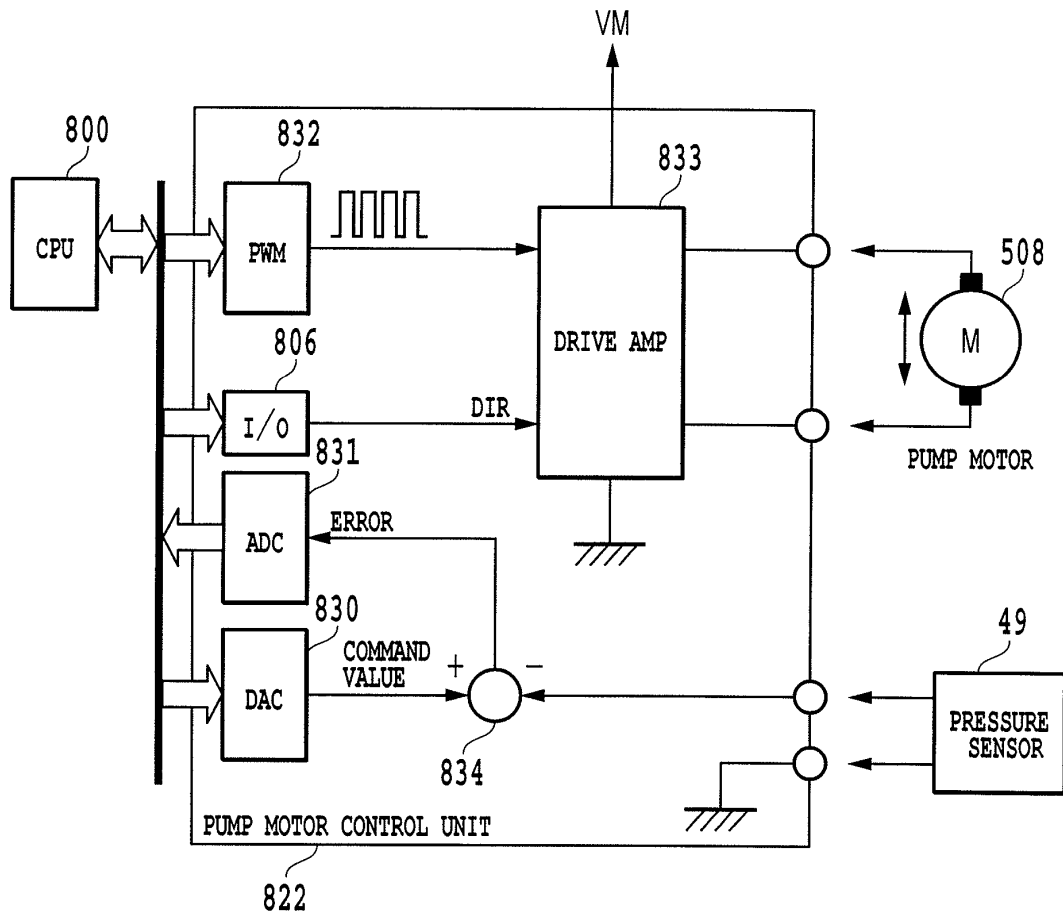 VM
800
832
833
CPU
PWM
508
DRIVE AMP
M
806
I/O
DIR
PUMP MOTOR
831
ADC
ERROR
830
49
DAC
COMMAND
VALUE
+
−
PRESSURE
SENSOR
834
PUMP MOTOR CONTROL UNIT
822